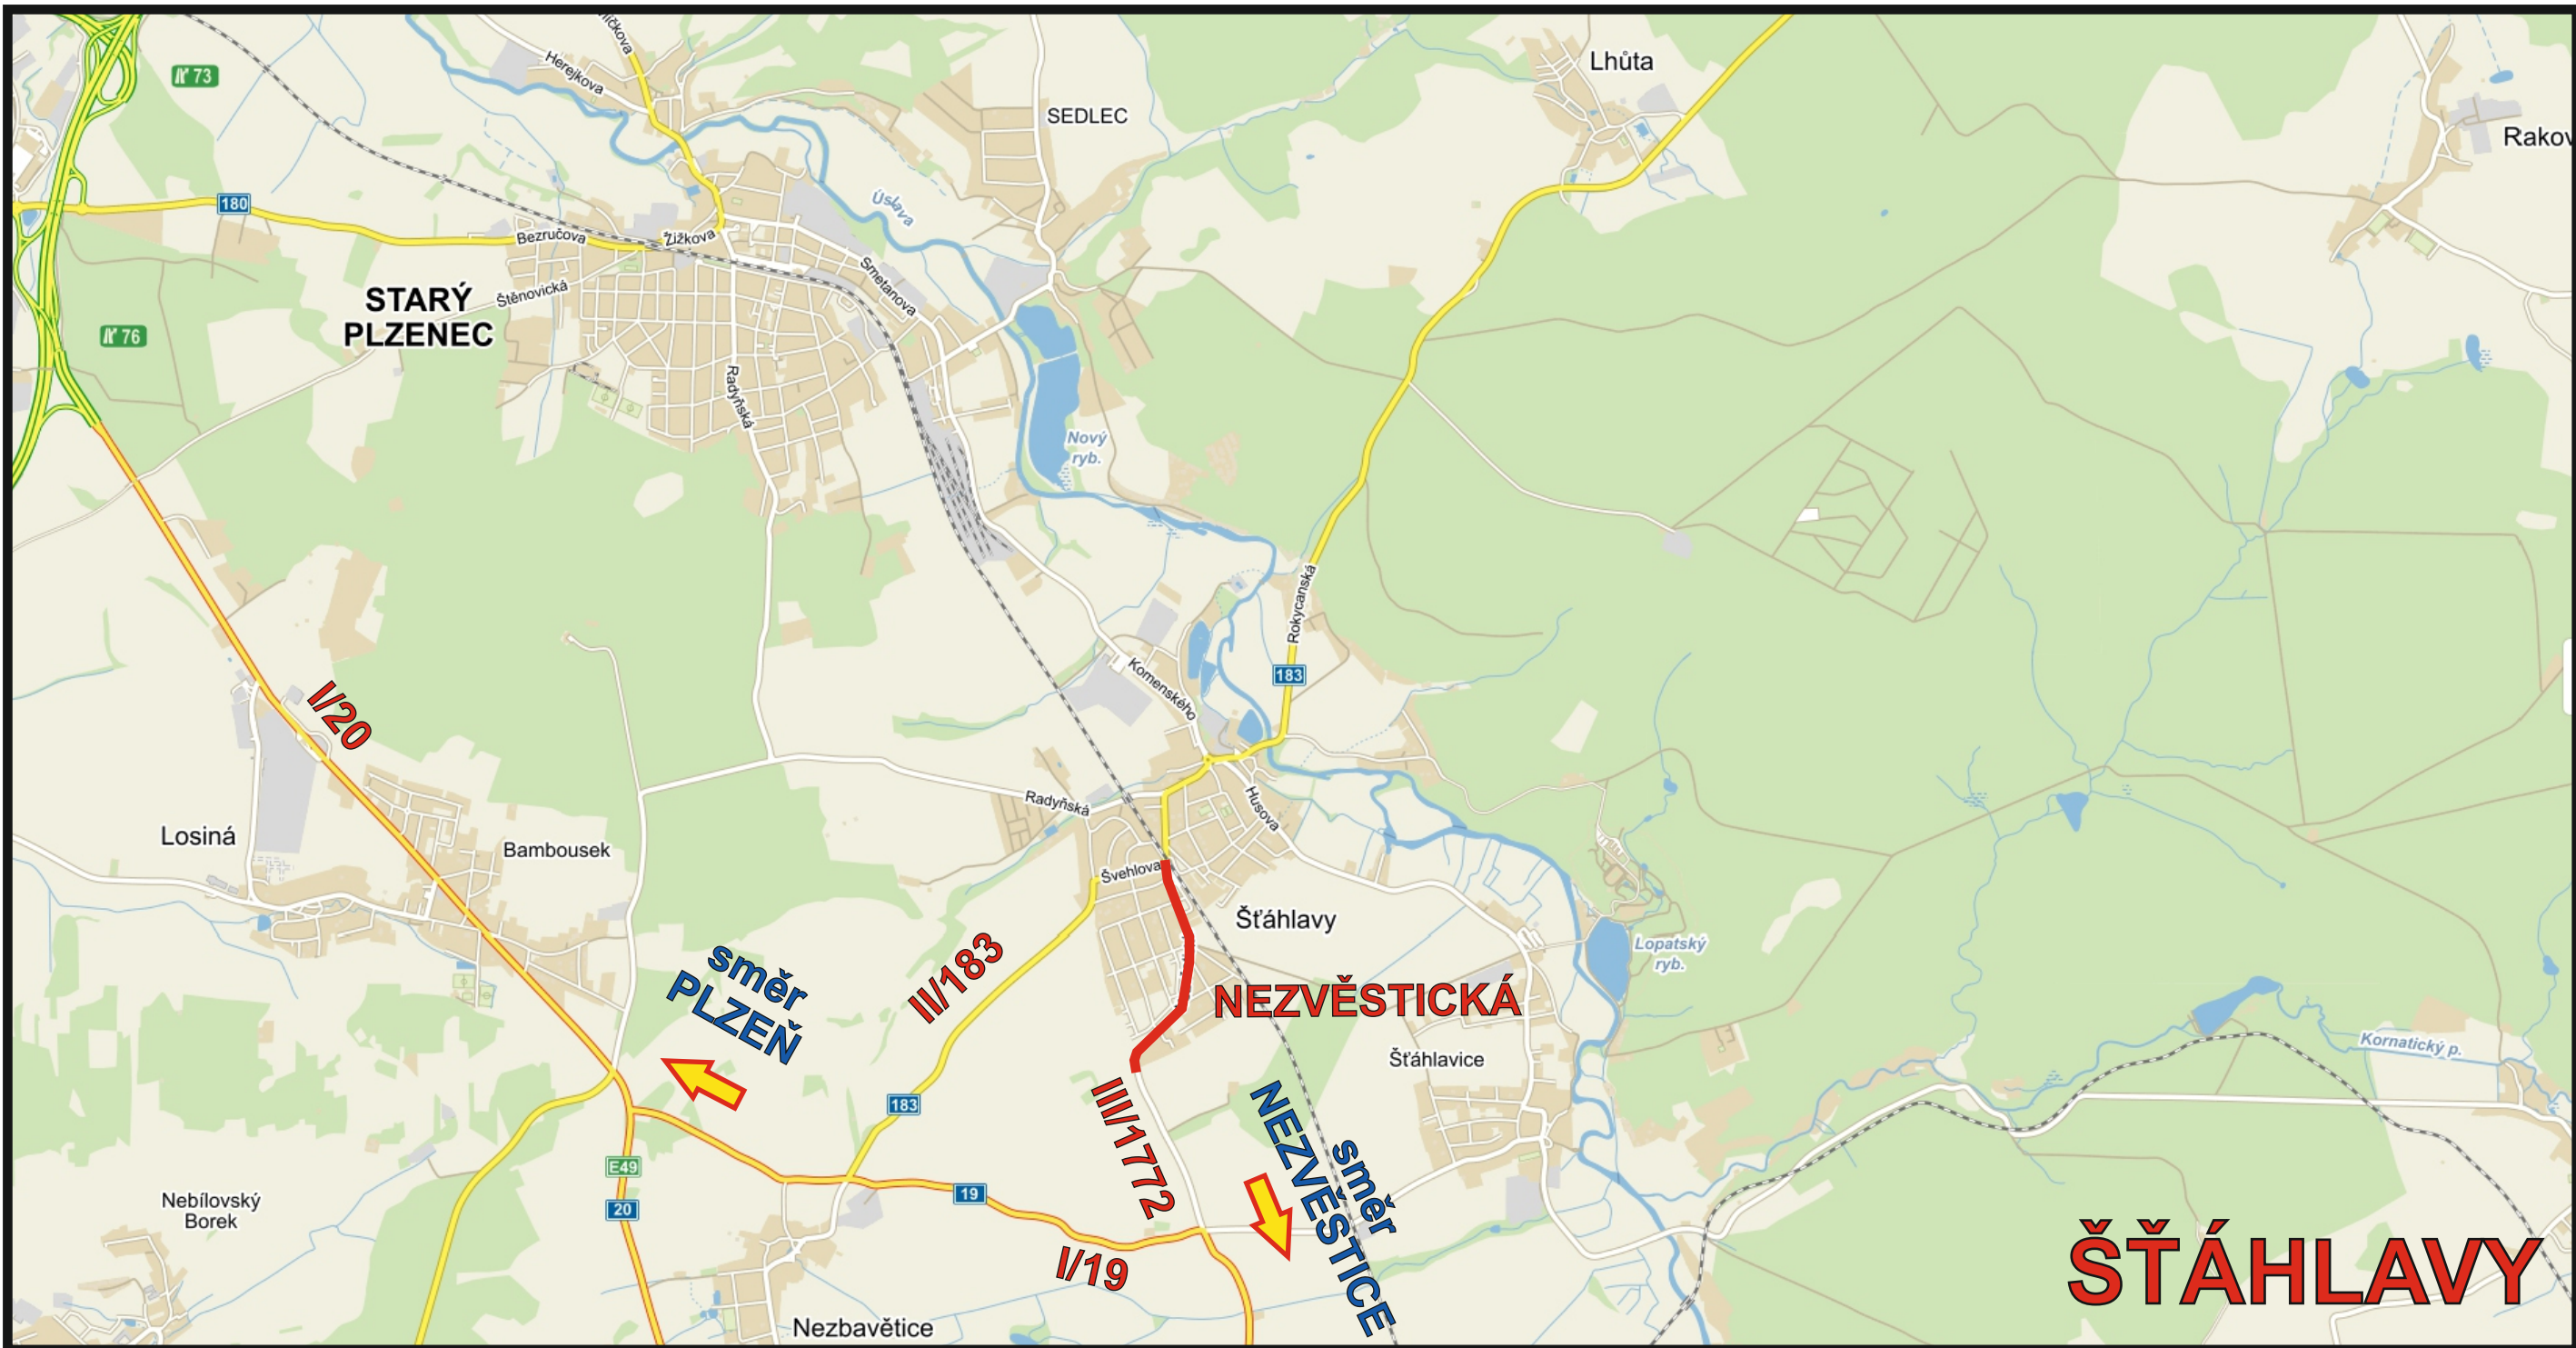 Lhůta
Herejkova
73
SEDLEC
Rakov
180
Úslava
Bezručova
Žižkova
Smetanova
Štěnovická
STARÝ
PLZENEC
76
Radyňská
Nový
ryb.
Rokycanská
183
Komenského
I/20
Radyňská
Husova
Losiná
Bambousek
Švehlova
Šťáhlavy
II/183
směr
PLZEŇ
Lopatský
ryb.
NEZVĚSTICKÁ
Šťáhlavice
Kornatický p.
183
III/1772
směr
NEZVĚSTICE
E49
19
20
Nebílovský
Borek
I/19
Nezbavětice
ŠŤÁHLAVY